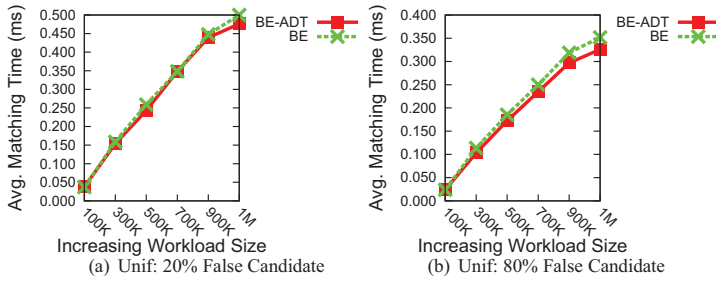 Avg. Matching Time (ms)
0.500
0.450
0.400
0.350
0.300
0.250
0.200
0.150
0.100
0.050
0.000
100K
300K
500K
700K
900K
1M
Increasing Workload Size
BE-ADT
BE
(a) Unif: 20% False Candidate
Avg. Matching Time (ms)
0.400
0.350
0.300
0.250
0.200
0.150
0.100
0.050
0.000
100K
300K
500K
700K
900K
1M
Increasing Workload Size
BE-ADT
BE
(b) Unif: 80% False Candidate